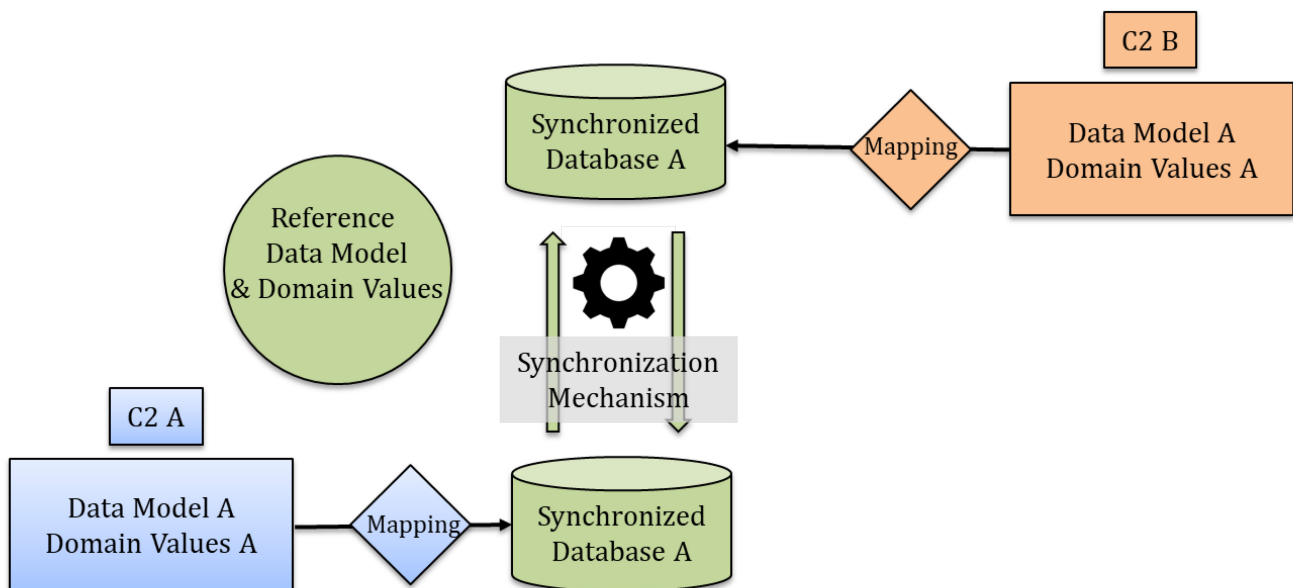 C2 B
Synchronized
Database A
Mapping
Data Model A
Domain Values A
Reference
Data Model
& Domain Values
Synchronization
Mechanism
C2 A
Data Model A
Domain Values A
Mapping
Synchronized
Database A